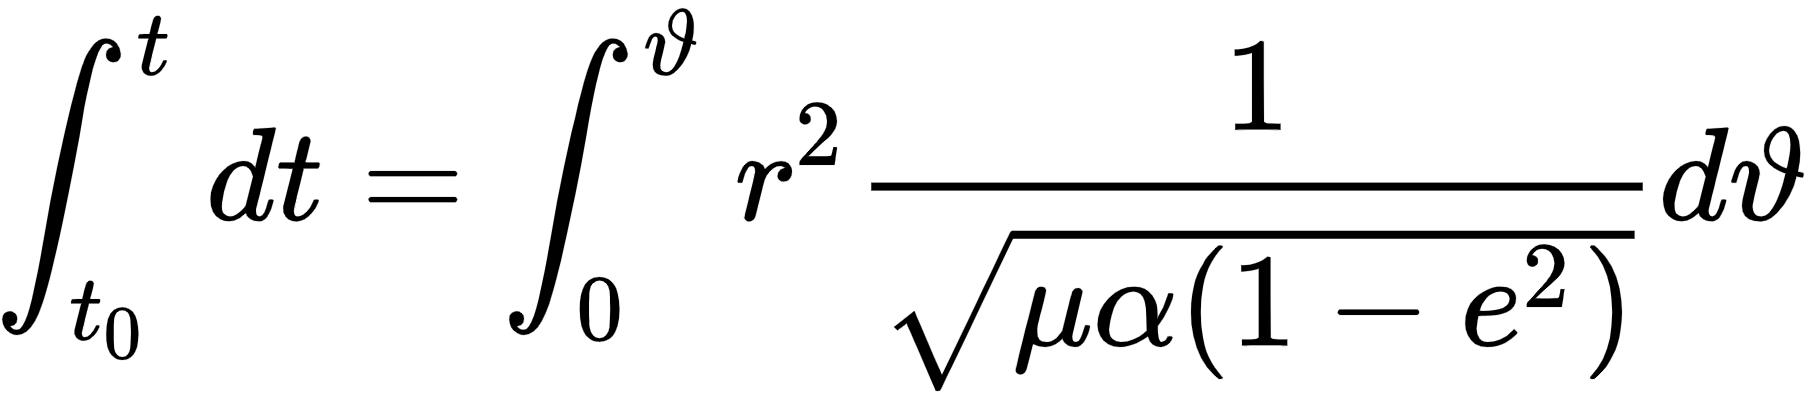 \int_{t_0}^{t} dt = \int_{0}^{\vartheta} r^2 \frac{1}{\sqrt{\mu\alpha(1-e^2)}} d\vartheta